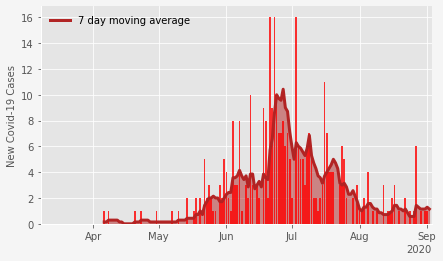 7 day moving average
New Covid-19 Cases
16
14
12
10
8
6
4
2
0
Apr
May
Jun
Jul
Aug
Sep
2020